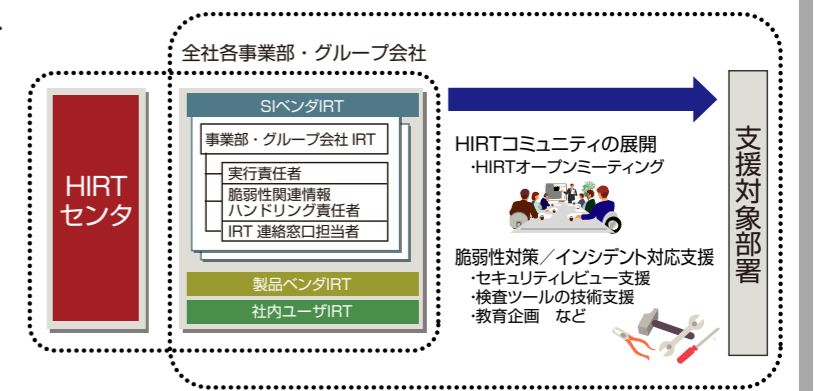 全社各事業部・グループ会社
HIRT
センタ
SIベンダIRT
事業部・グループ会社 IRT
実行責任者
脆弱性関連情報
ハンドリング責任者
IRT 連絡窓口担当者
製品ベンダIRT
社内ユーザIRT
HIRTコミュニティの展開
・HIRTオープンミーティング
脆弱性対策／インシデント対応支援
・セキュリティレビュー支援
・検査ツールの技術支援
・教育企画　など
支援対象部署